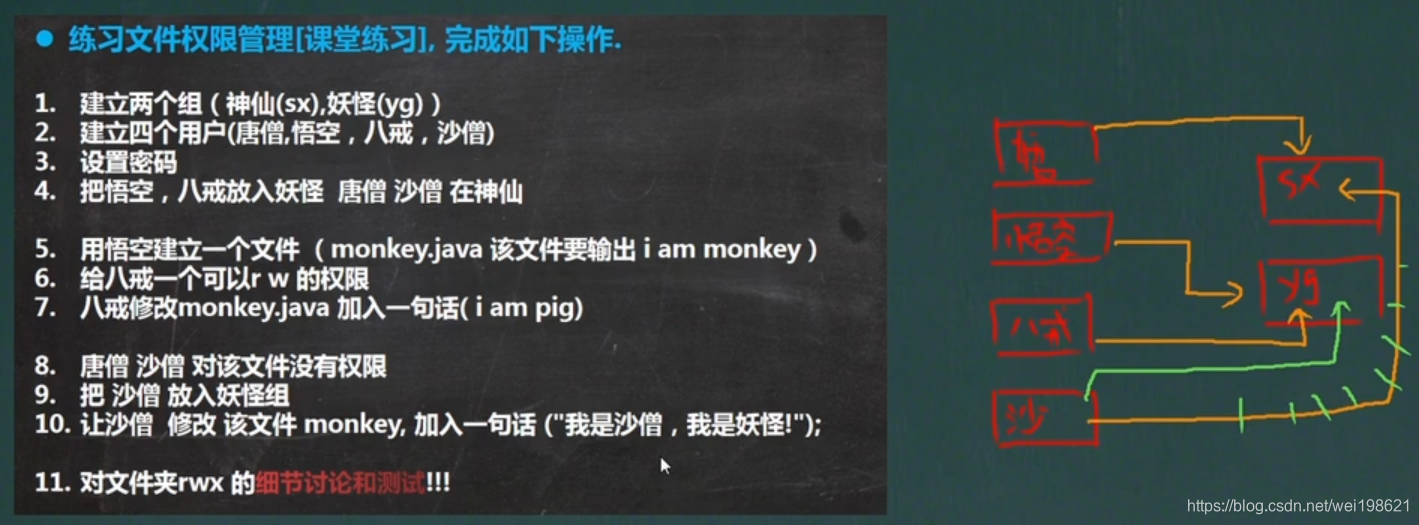 ● 练习文件权限管理[课堂练习], 完成如下操作.
1. 建立两个组（神仙(sx),妖怪(yg)）
2. 建立四个用户(唐僧,悟空，八戒，沙僧)
3. 设置密码
4. 把悟空，八戒放入妖怪 唐僧 沙僧 在神仙
5. 用悟空建立一个文件 （monkey.java 该文件要输出 i am monkey）
6. 给八戒一个可以r w 的权限
7. 八戒修改monkey.java 加入一句话( i am pig)
8. 唐僧 沙僧 对该文件没有权限
9. 把 沙僧 放入妖怪组
10. 让沙僧 修改 该文件 monkey, 加入一句话 ("我是沙僧，我是妖怪!");
11. 对文件夹rwx 的细节讨论和测试!!!
sx
悟空
yg
八戒
沙
https://blog.csdn.net/wei198621